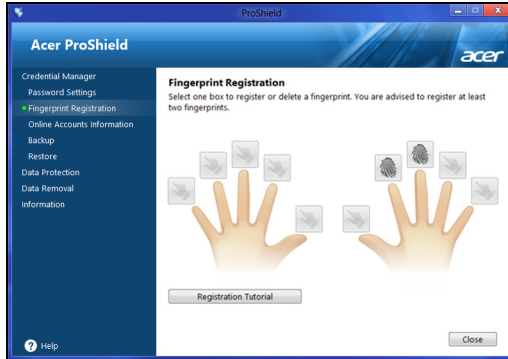 ProShield
Acer ProShield
acer
Credential Manager
Password Settings
Fingerprint Registration
Online Accounts Information
Backup
Restore
Data Protection
Data Removal
Information
Fingerprint Registration
Select one box to register or delete a fingerprint. You are advised to register at least
two fingerprints.
Registration Tutorial
? Help
Close